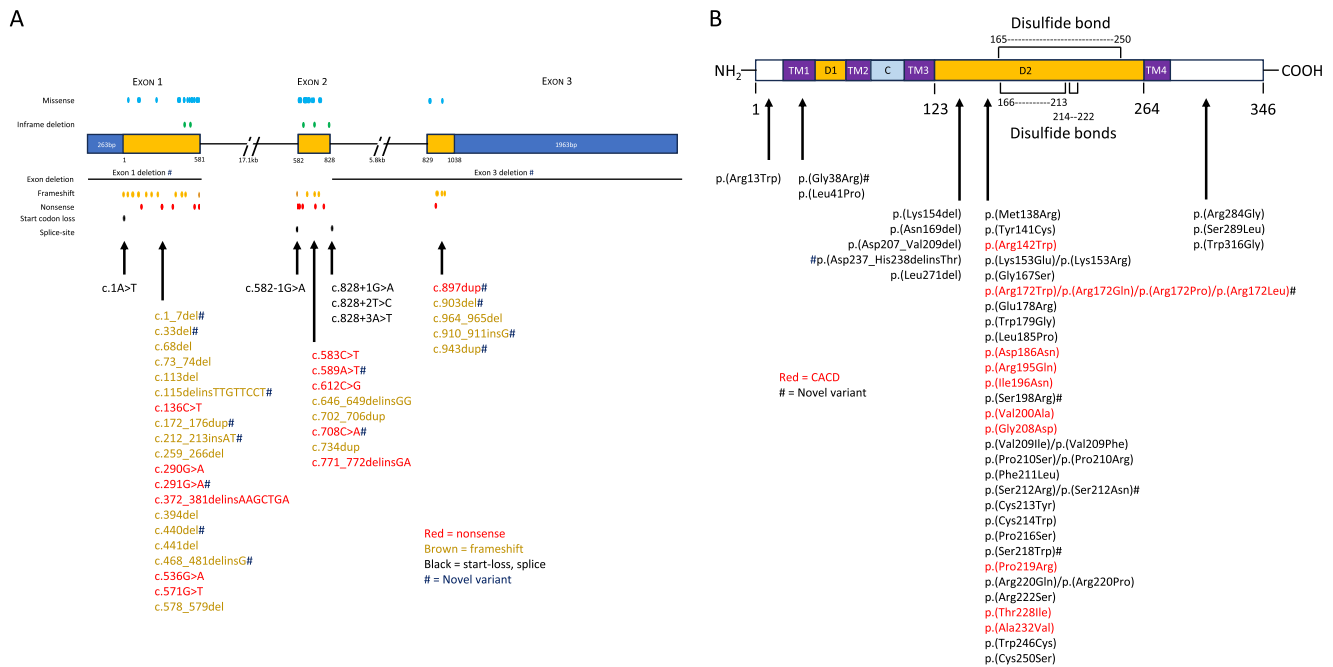 A
EXON 1
EXON 2
EXON 3
Missense
Inframe deletion
263bp
1963bp
1
581
17.1kb
582
828
5.8kb
829
1038
Exon deletion
Exon 1 deletion #
Exon 3 deletion #
Frameshift
Nonsense
Start codon loss
Splice-site
c.1A>T
c.582-1G>A
c.828+1G>A
c.828+2T>C
c.828+3A>T
c.897dup#
c.903del#
c.964_965del
c.910_911insG#
c.943dup#
c.1_7del#
c.33del#
c.68del
c.73_74del
c.113del
c.115delinsTTGTTCCT#
c.136C>T
c.172_176dup#
c.212_213insAT#
c.259_266del
c.290G>A
c.291G>A#
c.372_381delinsAAGCTGA
c.394del
c.440del#
c.441del
c.468_481delinsG#
c.536G>A
c.571G>T
c.578_579del
c.583C>T
c.589A>T#
c.612C>G
c.646_649delinsGG
c.702_706dup
c.708C>A#
c.734dup
c.771_772delinsGA
Red = nonsense
Brown = frameshift
Black = start-loss, splice
# = Novel variant
B
Disulfide bond
165----------------------------250
NH2
TM1
D1
TM2
C
TM3
D2
TM4
COOH
1
123
166-----------213
214--222
264
346
Disulfide bonds
p.(Arg13Trp)
p.(Gly38Arg)#
p.(Leu41Pro)
p.(Lys154del)
p.(Asn169del)
p.(Asp207_Val209del)
#p.(Asp237_His238delinsThr)
p.(Leu271del)
p.(Met138Arg)
p.(Tyr141Cys)
p.(Arg142Trp)
p.(Lys153Glu)/p.(Lys153Arg)
p.(Gly167Ser)
p.(Arg172Trp)/p.(Arg172Gln)/p.(Arg172Pro)/p.(Arg172Leu)#
p.(Glu178Arg)
p.(Trp179Gly)
p.(Leu185Pro)
p.(Asp186Asn)
p.(Arg195Gln)
p.(Ile196Asn)
p.(Ser198Arg)#
p.(Val200Ala)
p.(Gly208Asp)
p.(Val209Ile)/p.(Val209Phe)
p.(Pro210Ser)/p.(Pro210Arg)
p.(Phe211Leu)
p.(Ser212Arg)/p.(Ser212Asn)#
p.(Cys213Tyr)
p.(Cys214Trp)
p.(Pro216Ser)
p.(Ser218Trp)#
p.(Pro219Arg)
p.(Arg220Gln)/p.(Arg220Pro)
p.(Arg222Ser)
p.(Thr228Ile)
p.(Ala232Val)
p.(Trp246Cys)
p.(Cys250Ser)
p.(Arg284Gly)
p.(Ser289Leu)
p.(Trp316Gly)
Red = CACD
# = Novel variant